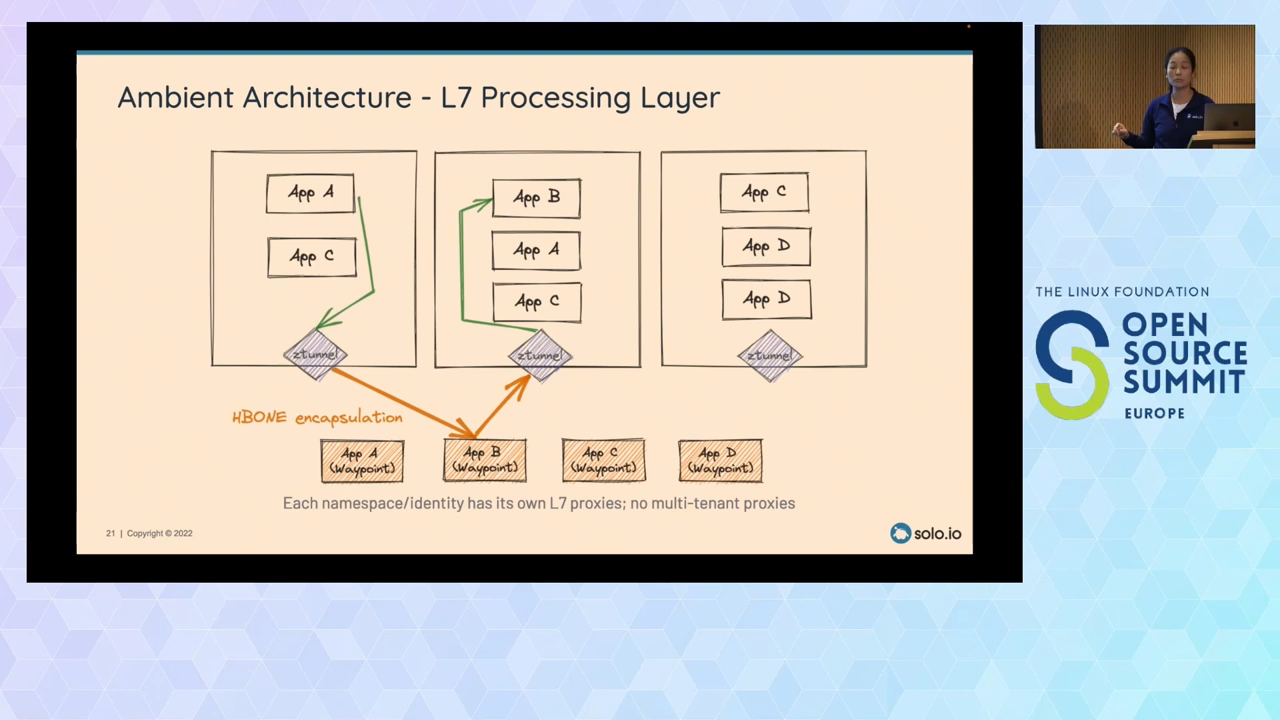 Ambient Architecture - L7 Processing Layer
App A
App C
ztunnel
App B
App A
App C
ztunnel
App C
App D
App D
ztunnel
HBONE encapsulation
App A
(Waypoint)
App B
(Waypoint)
App C
(Waypoint)
App D
(Waypoint)
Each namespace/identity has its own L7 proxies; no multi-tenant proxies
21 | Copyright © 2022
solo.io
THE LINUX FOUNDATION
OPEN
SOURCE
SUMMIT
EUROPE